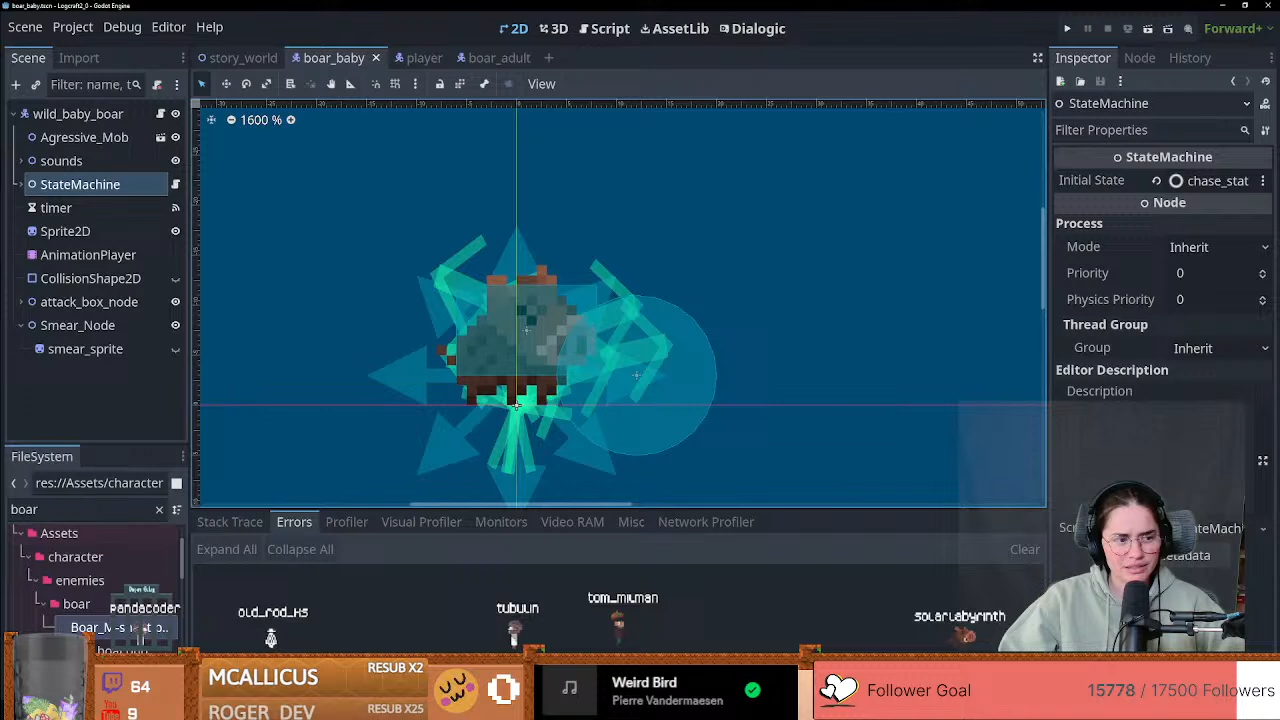 boar_baby.tscn - Logcraft2_0 - Godot Engine
Scene Project Debug Editor Help
2D 3D Script AssetLib Dialogic
Forward+
Scene Import
story_world boar_baby player boar_adult
Inspector Node History
Filter: name, t
View
StateMachine
Filter Properties
1600 %
wild_baby_boar
Agressive_Mob
sounds
StateMachine
timer
Sprite2D
AnimationPlayer
CollisionShape2D
attack_box_node
Smear_Node
smear_sprite
StateMachine
Initial State chase_stat
Node
Process
Mode Inherit
Priority 0
Physics Priority 0
Thread Group
Group Inherit
Editor Description
Description
FileSystem
res://Assets/character
boar
Assets
character
enemies
boar
Stack Trace Errors Profiler Visual Profiler Monitors Video RAM Misc Network Profiler
Expand All Collapse All Clear
pandacoder
old_rod_xs
tubulin
tom_milman
solarlabyrinth
64
9
MCALLICUS RESUB X2
ROGER_DEV RESUB X25
Weird Bird
Pierre Vandermaesen
Follower Goal 15778 / 17500 Followers